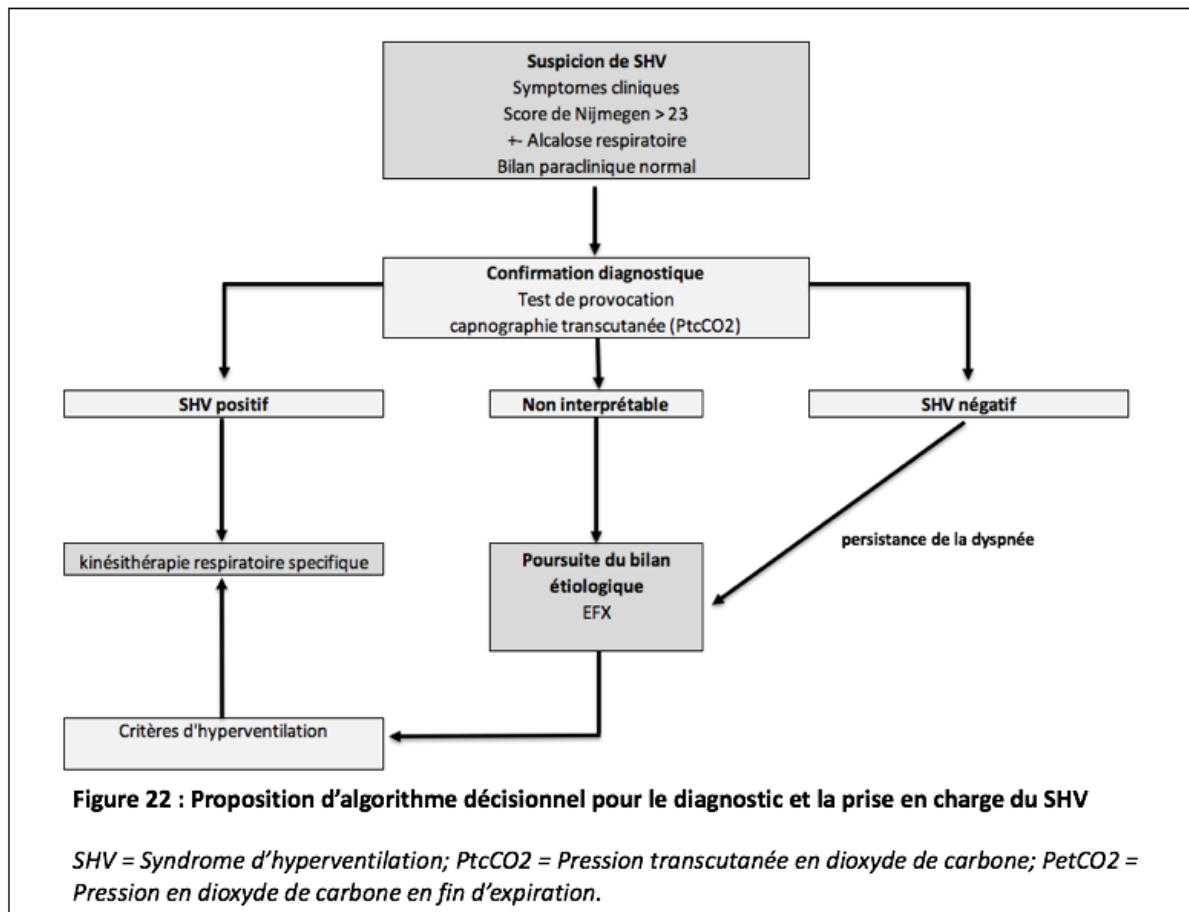 Suspicion de SHV
Symptomes cliniques
Score de Nijmegen > 23
+- Alcalose respiratoire
Bilan paraclinique normal
Confirmation diagnostique
Test de provocation
capnographie transcutanée (PtcCO2)
SHV positif
Non interprétable
SHV négatif
persistance de la dyspnée
kinésithérapie respiratoire specifique
Poursuite du bilan
étiologique
EFX
Critères d'hyperventilation
Figure 22 : Proposition d’algorithme décisionnel pour le diagnostic et la prise en charge du SHV
SHV = Syndrome d’hyperventilation; PtcCO2 = Pression transcutanée en dioxyde de carbone; PetCO2 =
Pression en dioxyde de carbone en fin d’expiration.